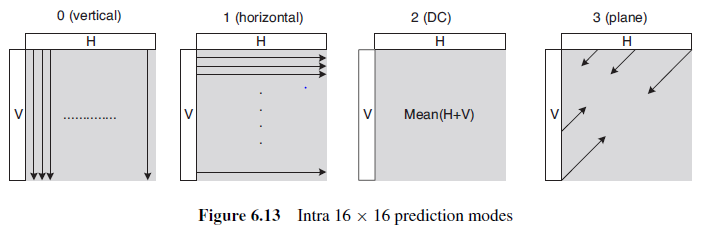 0 (vertical)
1 (horizontal)
2 (DC)
3 (plane)
H
H
H
H
V
V
V
Mean(H+V)
V
Figure 6.13 Intra 16 × 16 prediction modes